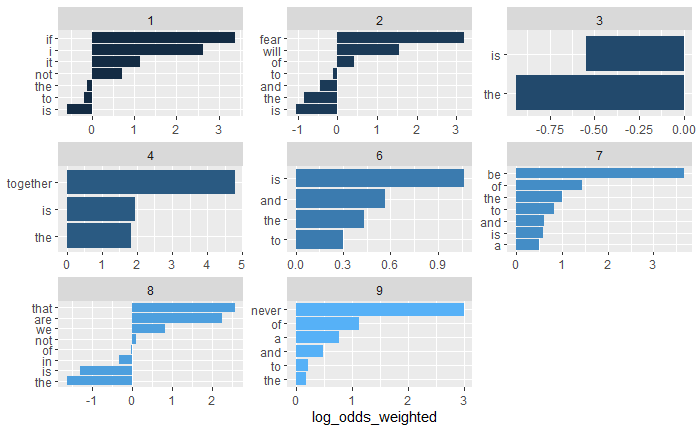 1
if
i
it
not
the
to
is
0 1 2 3
2
fear
will
of
to
and
the
is
-1 0 1 2 3
3
is
the
-0.75 -0.50 -0.25 0.00
4
together
is
the
0 1 2 3 4 5
6
is
and
the
to
0.0 0.3 0.6 0.9
7
be
of
the
to
and
is
a
0 1 2 3
8
that
are
we
not
of
in
is
the
-1 0 1 2
9
never
of
a
and
to
the
0 1 2 3
log_odds_weighted